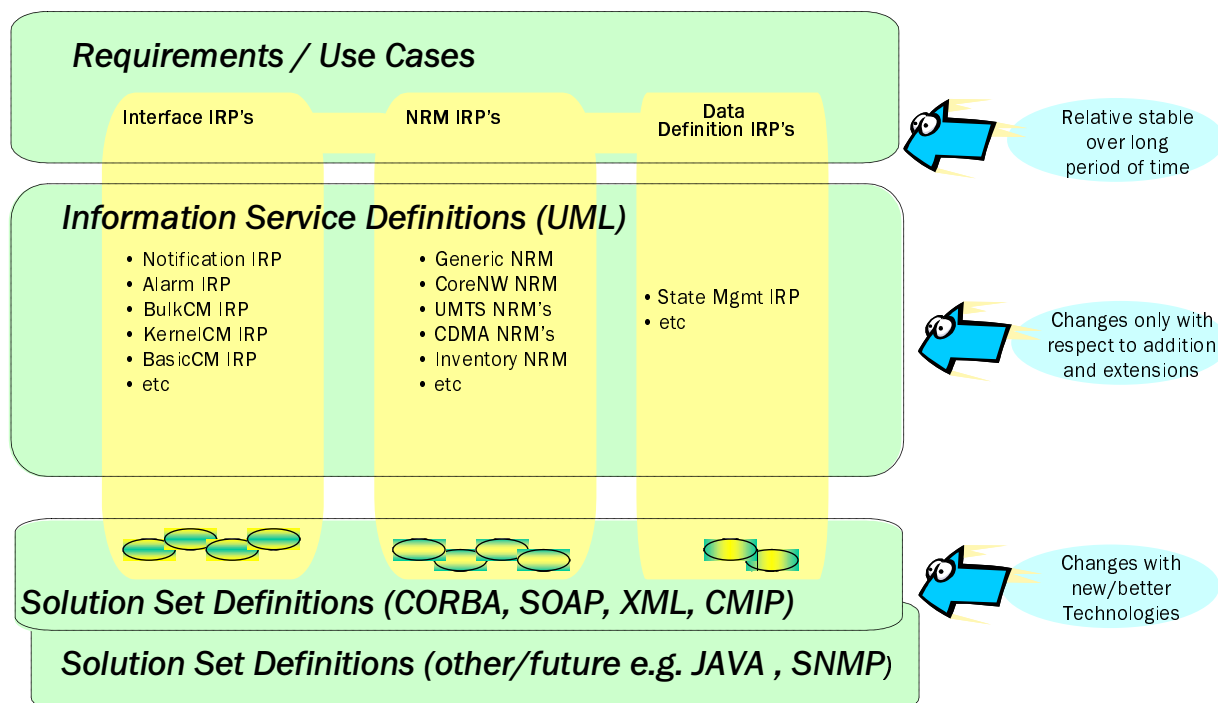 Requirements / Use Cases
Interface IRP's
NRM IRP's
Data
Definition IRP's
Relative stable
over long
period of time
Information Service Definitions (UML)
• Notification IRP
• Alarm IRP
• BulkCM IRP
• KernelCM IRP
• BasicCM IRP
• etc
• Generic NRM
• CoreNW NRM
• UMTS NRM's
• CDMA NRM's
• Inventory NRM
• etc
• State Mgmt IRP
• etc
Changes only with
respect to addition
and extensions
Solution Set Definitions (CORBA, SOAP, XML, CMIP)
Changes with
new/better
Technologies
Solution Set Definitions (other/future e.g. JAVA , SNMP)